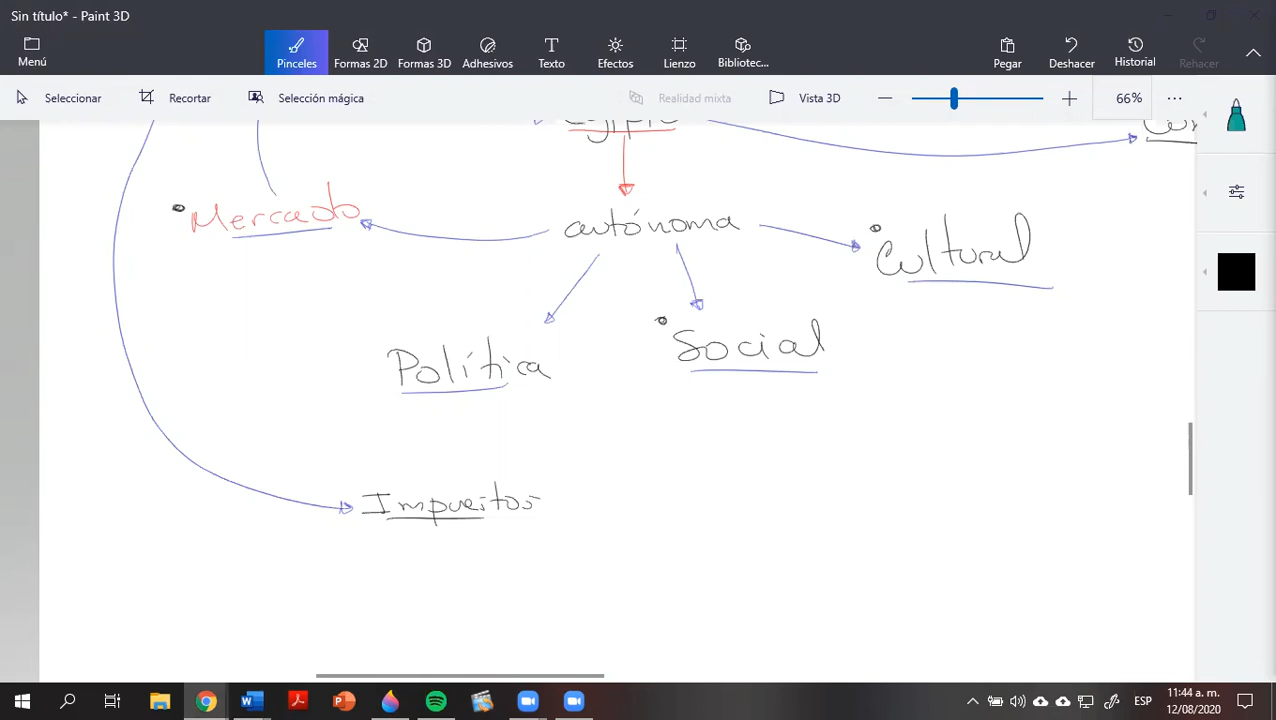 Sin título* - Paint 3D
Menú
Pinceles
Formas 2D
Formas 3D
Adhesivos
Texto
Efectos
Lienzo
Bibliotec...
Pegar
Deshacer
Historial
Rehacer
Seleccionar
Recortar
Selección mágica
Realidad mixta
Vista 3D
66%
Mercado
autónoma
Cultural
Política
Social
Impuestos
ESP
11:44 a. m.
12/08/2020